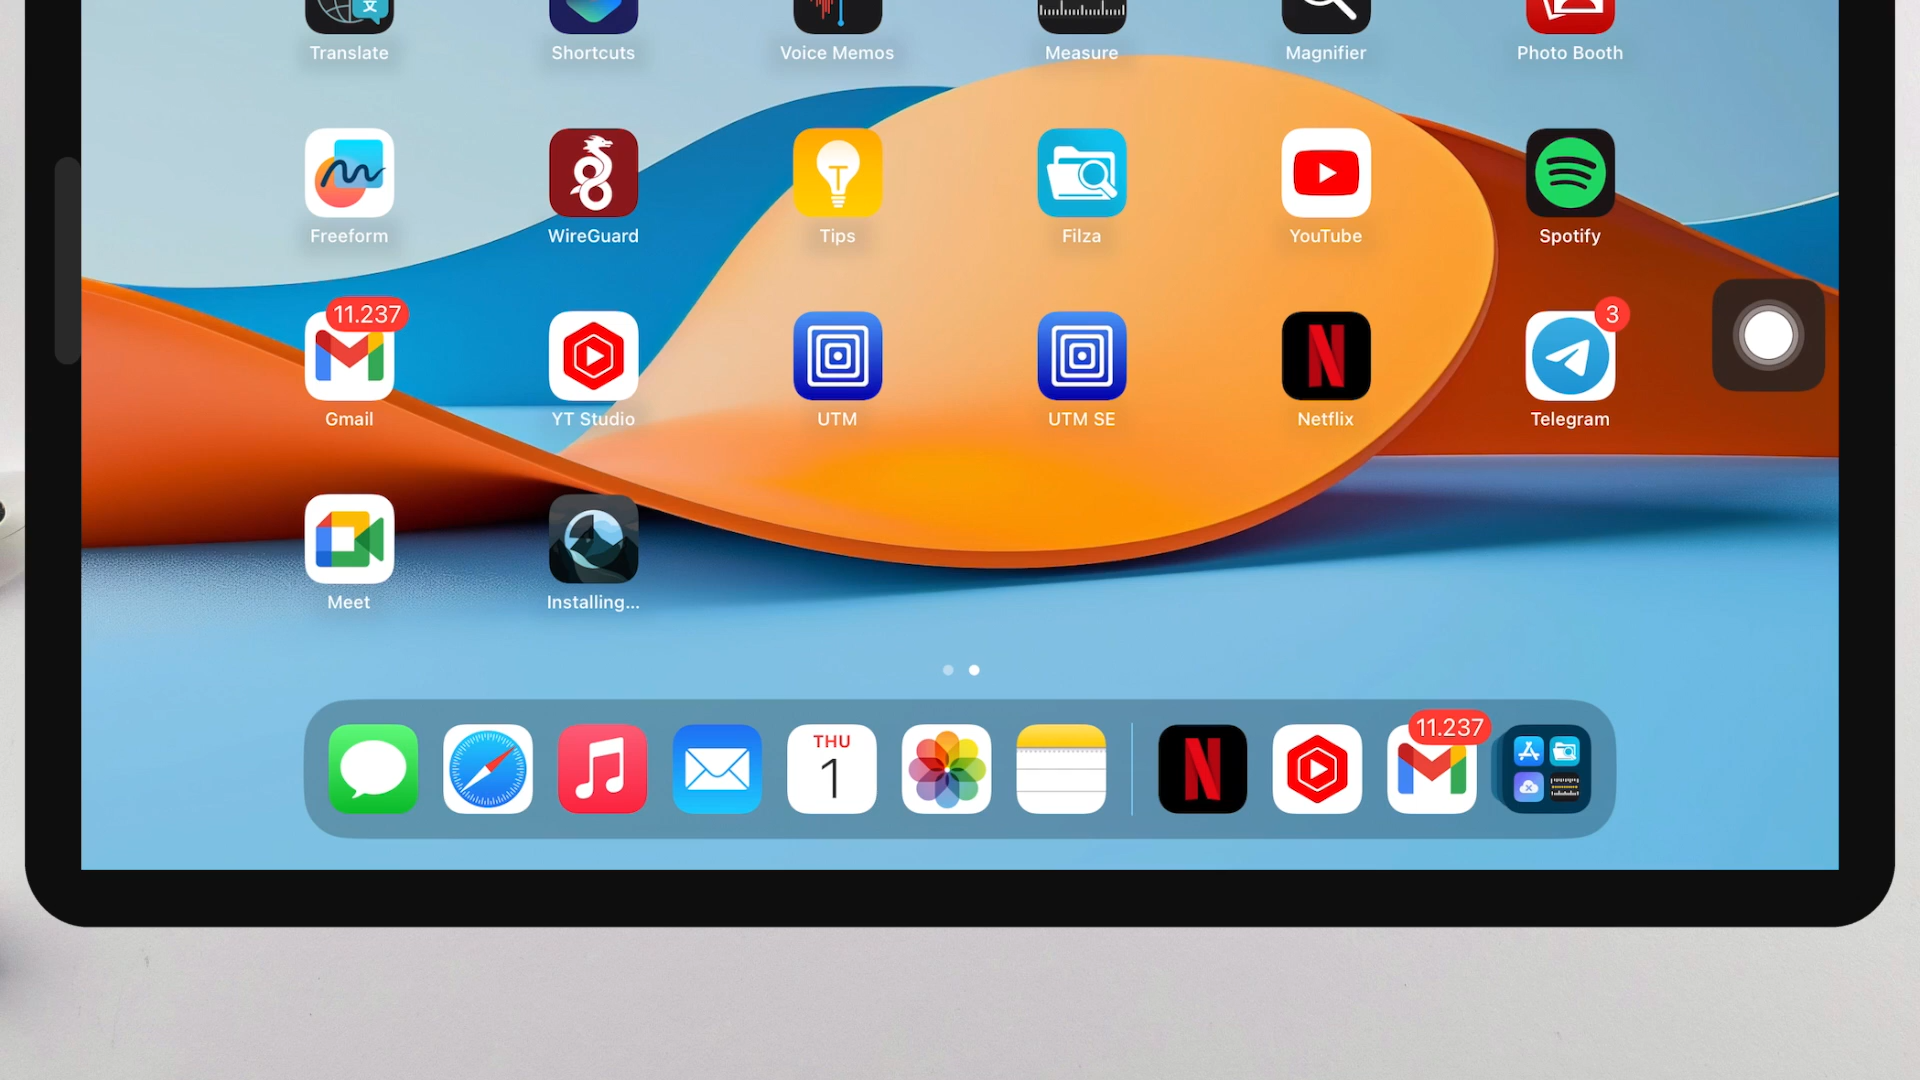 文
Translate
Shortcuts
Voice Memos
Measure
Magnifier
Photo Booth
Freeform
WireGuard
Tips
Filza
YouTube
Spotify
11.237
3
Gmail
YT Studio
UTM
UTM SE
N
Netflix
Telegram
Meet
Installing...
THU
1
N
11.237